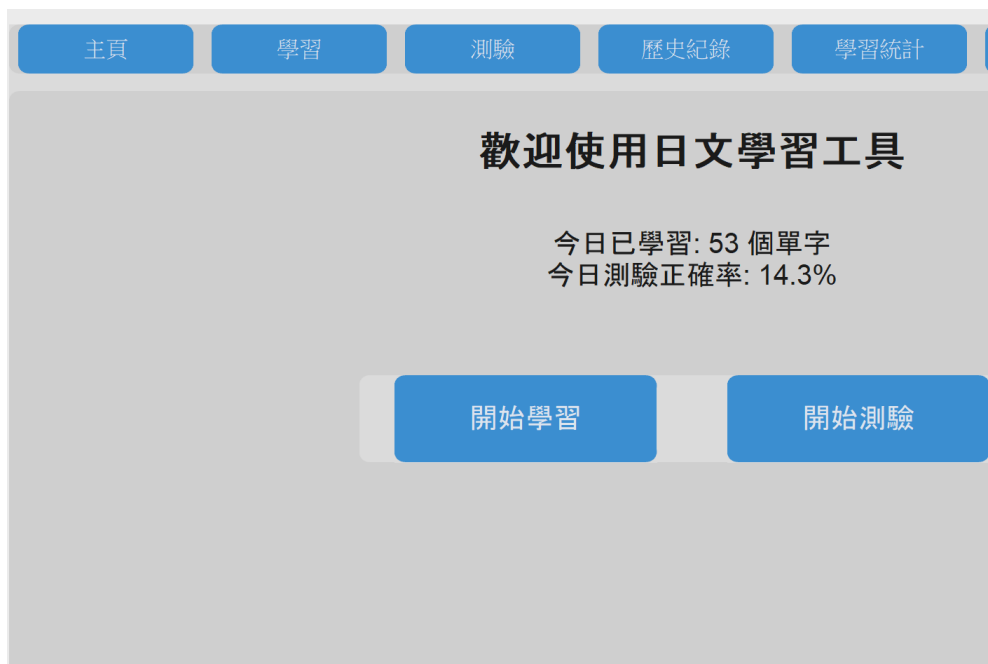 主頁 學習 測驗 歷史紀錄 學習統計
歡迎使用日文學習工具
今日已學習: 53 個單字
今日測驗正確率: 14.3%
開始學習 開始測驗